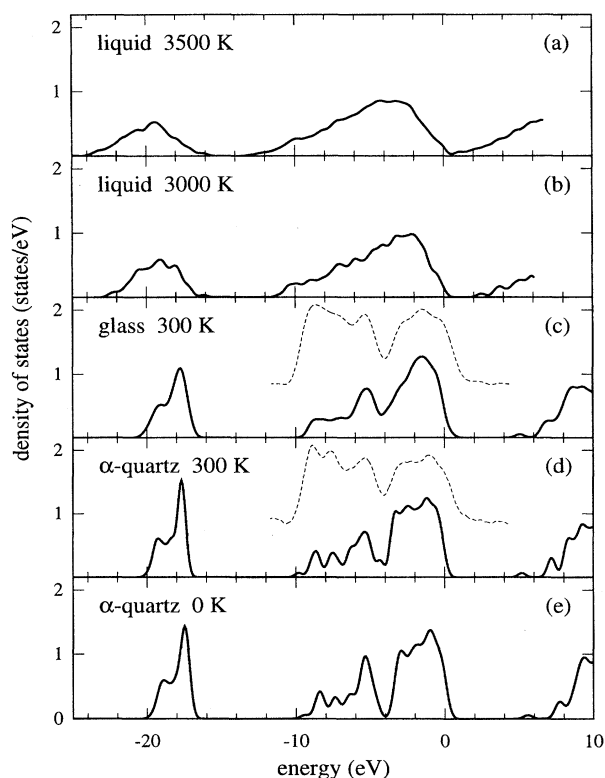 2
liquid 3500 K
(a)
1
2
liquid 3000 K
(b)
1
2
glass 300 K
(c)
1
2
α-quartz 300 K
(d)
1
2
α-quartz 0 K
(e)
1
0
-20
-10
0
10
energy (eV)
density of states (states/eV)